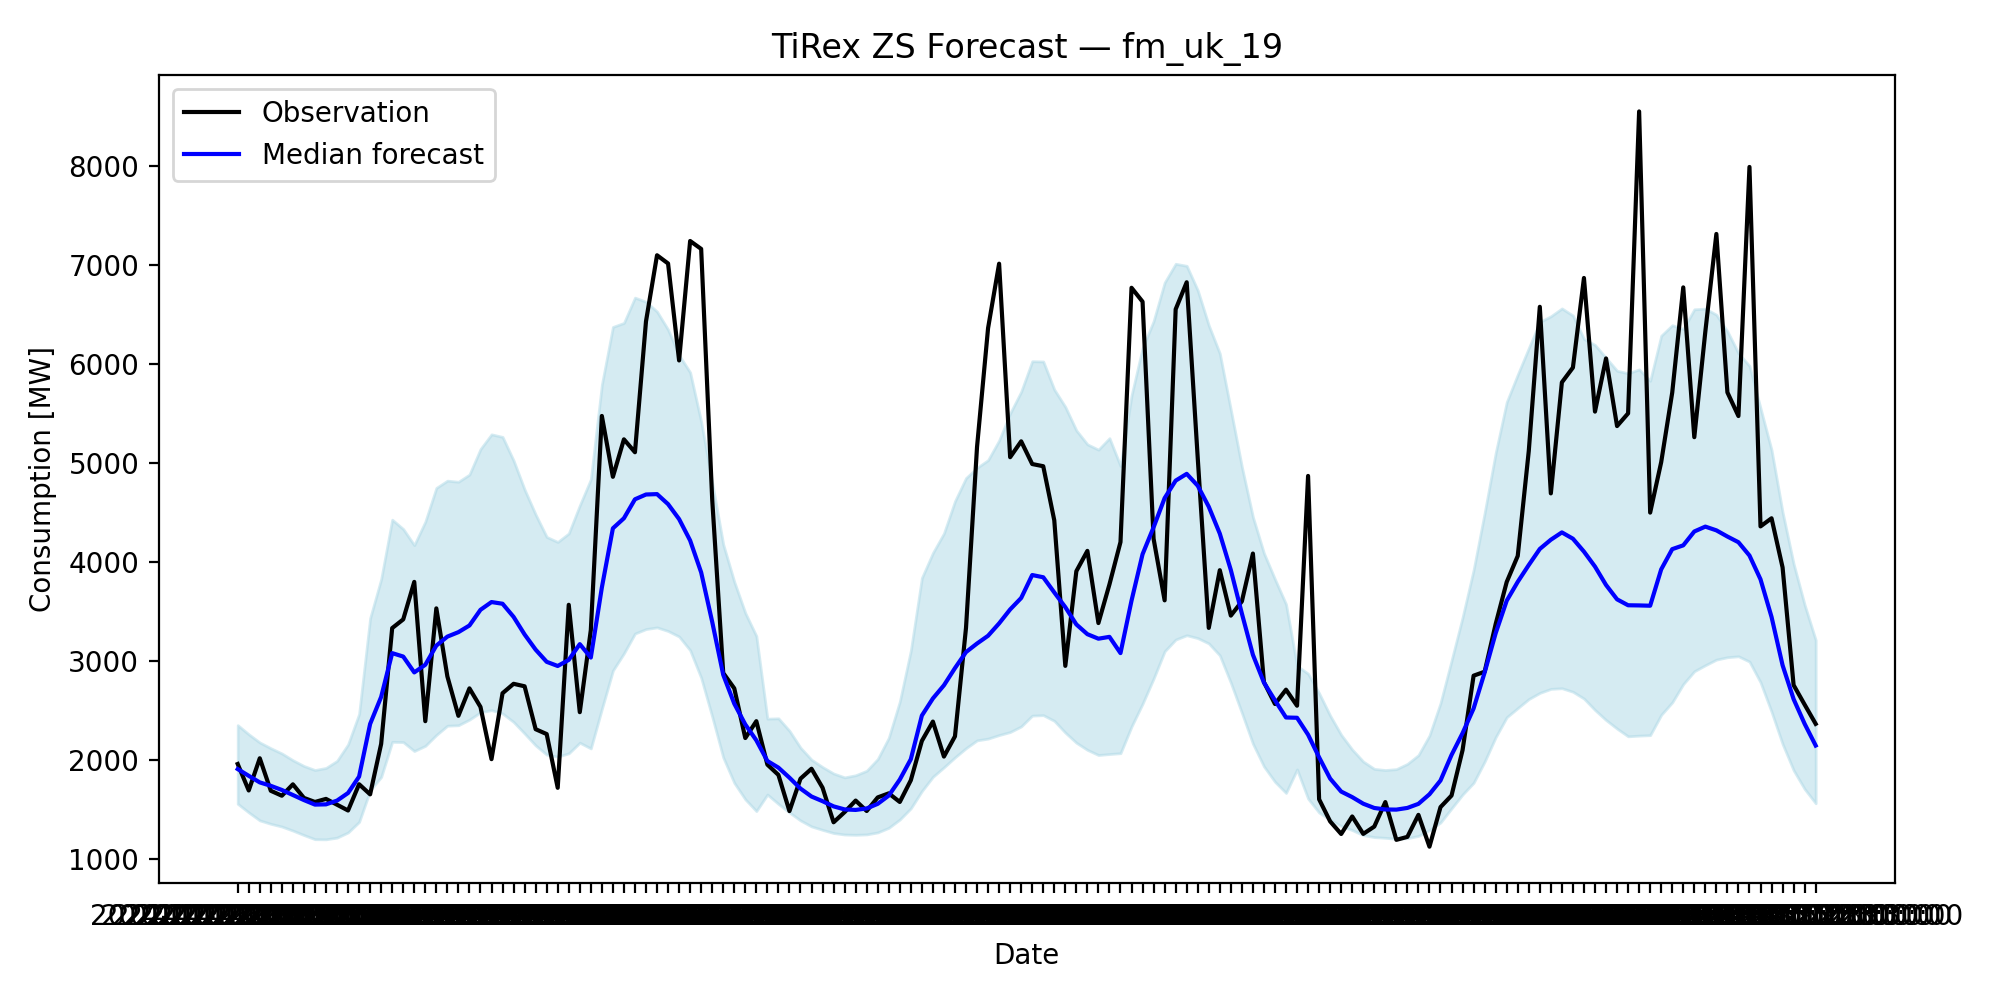 TiRex ZS Forecast — fm_uk_19
Observation
Median forecast
8000
7000
6000
5000
4000
3000
2000
1000
Consumption [MW]
Date